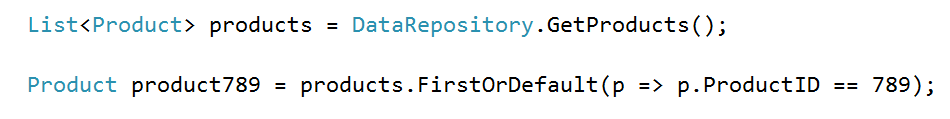 List<Product> products = DataRepository.GetProducts();
Product product789 = products.FirstOrDefault(p => p.ProductID == 789);